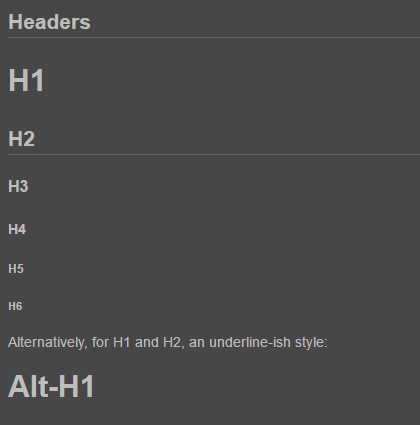 Headers
H1
H2
H3
H4
H5
H6
Alternatively, for H1 and H2, an underline-ish style:
Alt-H1